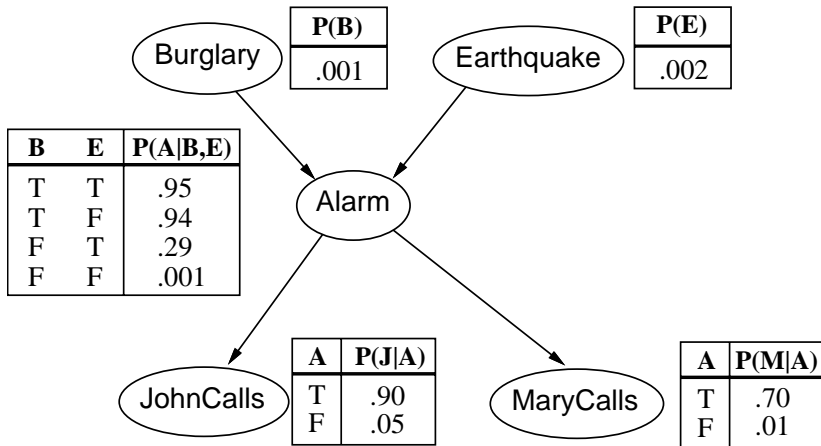 Burglary
P(B)
.001
Earthquake
P(E)
.002
B E P(A|B,E)
T T .95
T F .94
F T .29
F F .001
Alarm
JohnCalls
A P(J|A)
T .90
F .05
MaryCalls
A P(M|A)
T .70
F .01